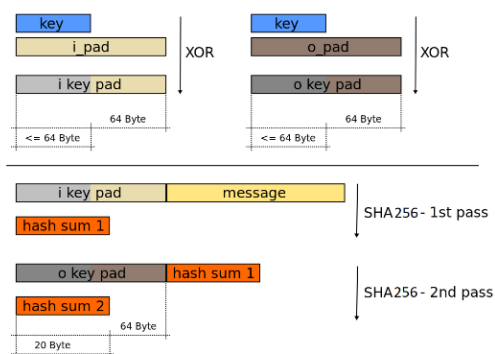 key
i_pad
XOR
i key pad
64 Byte
<= 64 Byte
key
o_pad
XOR
o key pad
64 Byte
<= 64 Byte
i key pad message
SHA256- 1st pass
hash sum 1
o key pad hash sum 1
SHA256- 2nd pass
hash sum 2
64 Byte
20 Byte